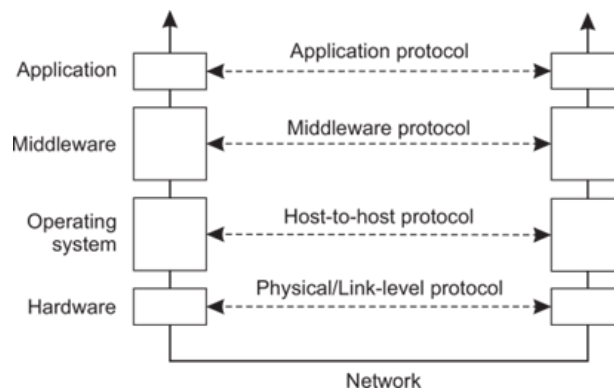 Application
Application protocol
Middleware
Middleware protocol
Operating
system
Host-to-host protocol
Hardware
Physical/Link-level protocol
Network